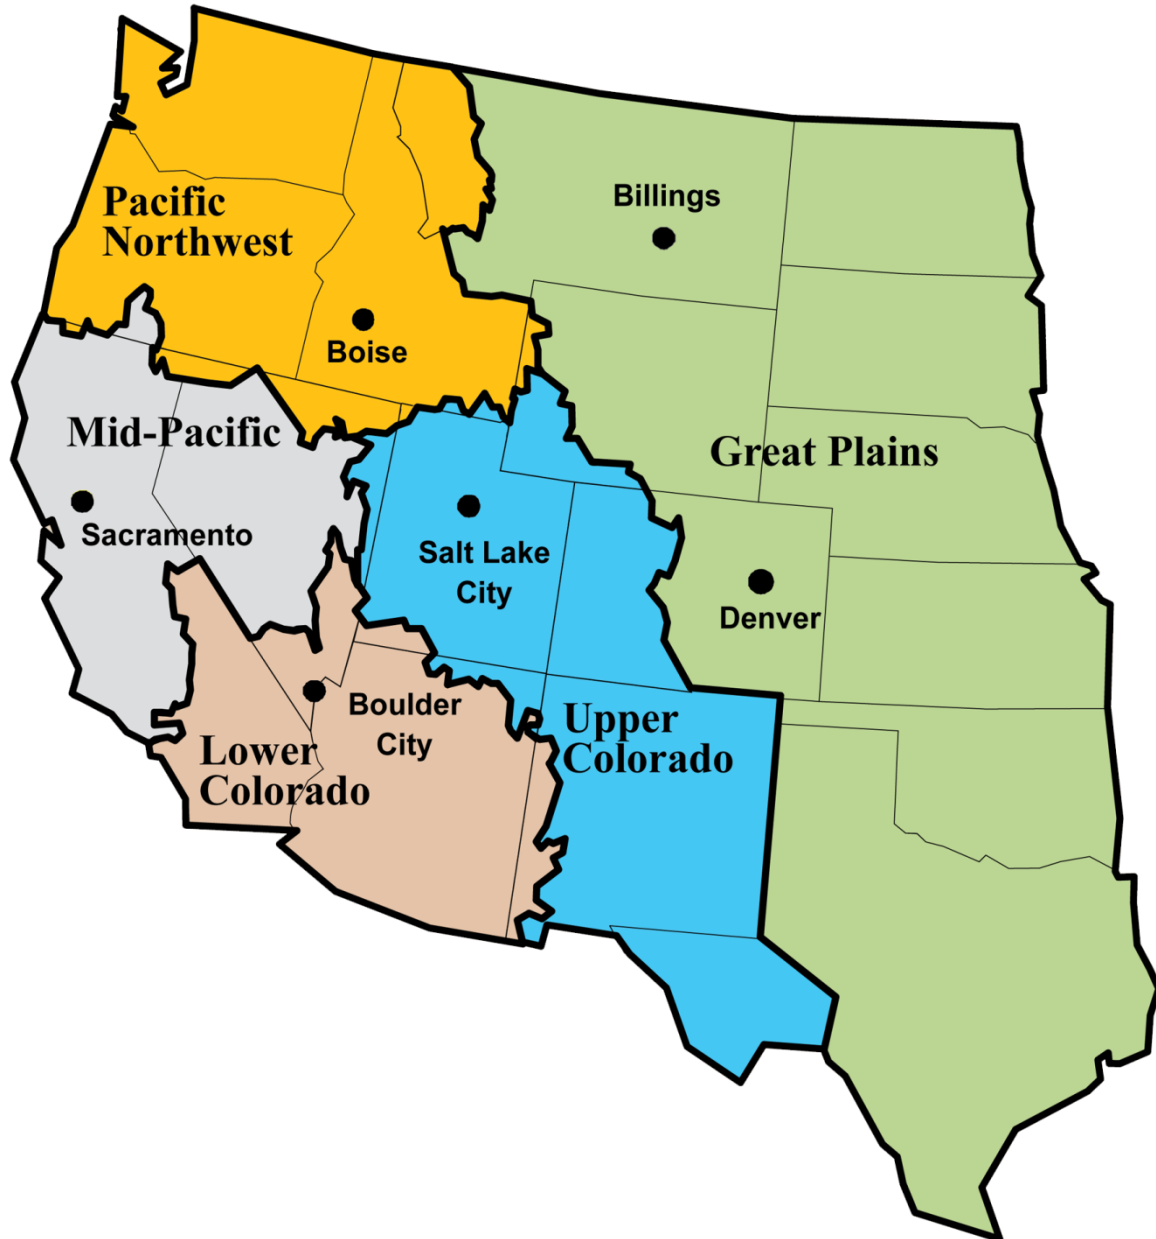 Pacific
Northwest
Billings
Boise
Mid-Pacific
Great Plains
Sacramento
Salt Lake
City
Denver
Boulder
City
Upper
Colorado
Lower
Colorado